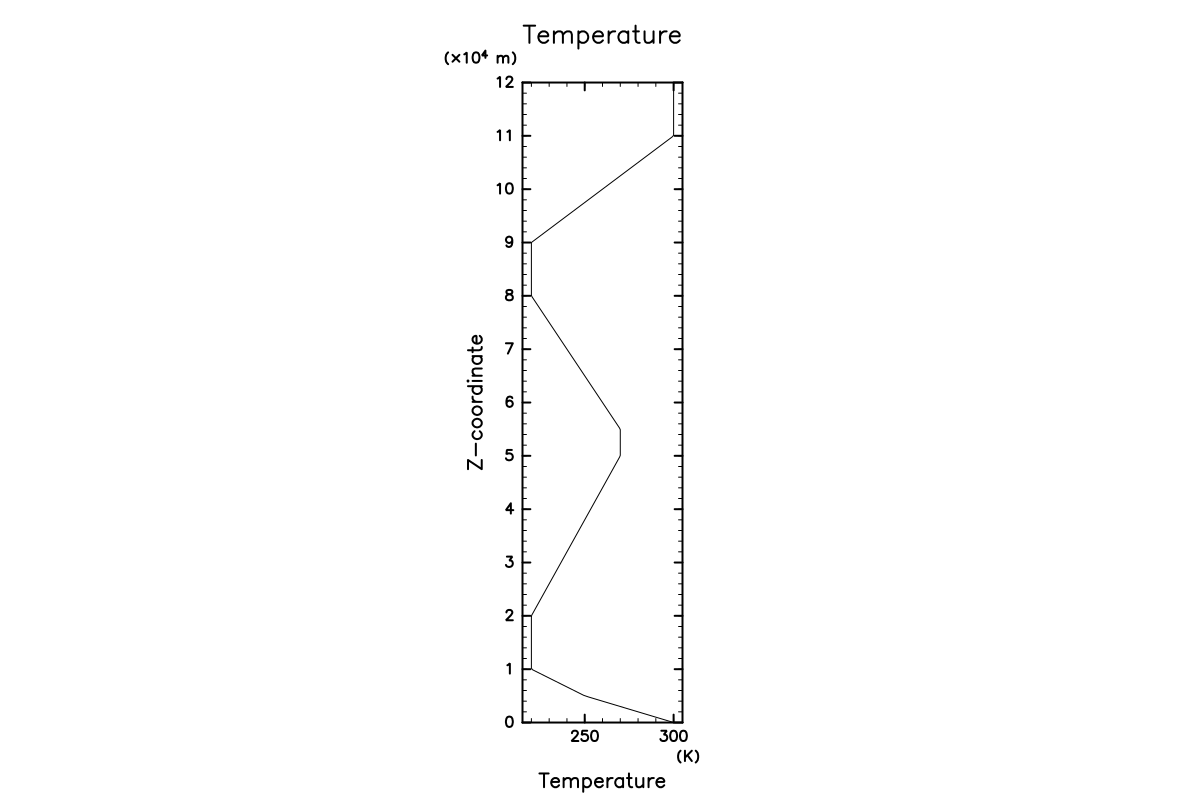 Temperature
(×10⁴ m)
12
11
10
9
8
7
6
5
4
3
2
1
0
Z−coordinate
250 300
(K)
Temperature